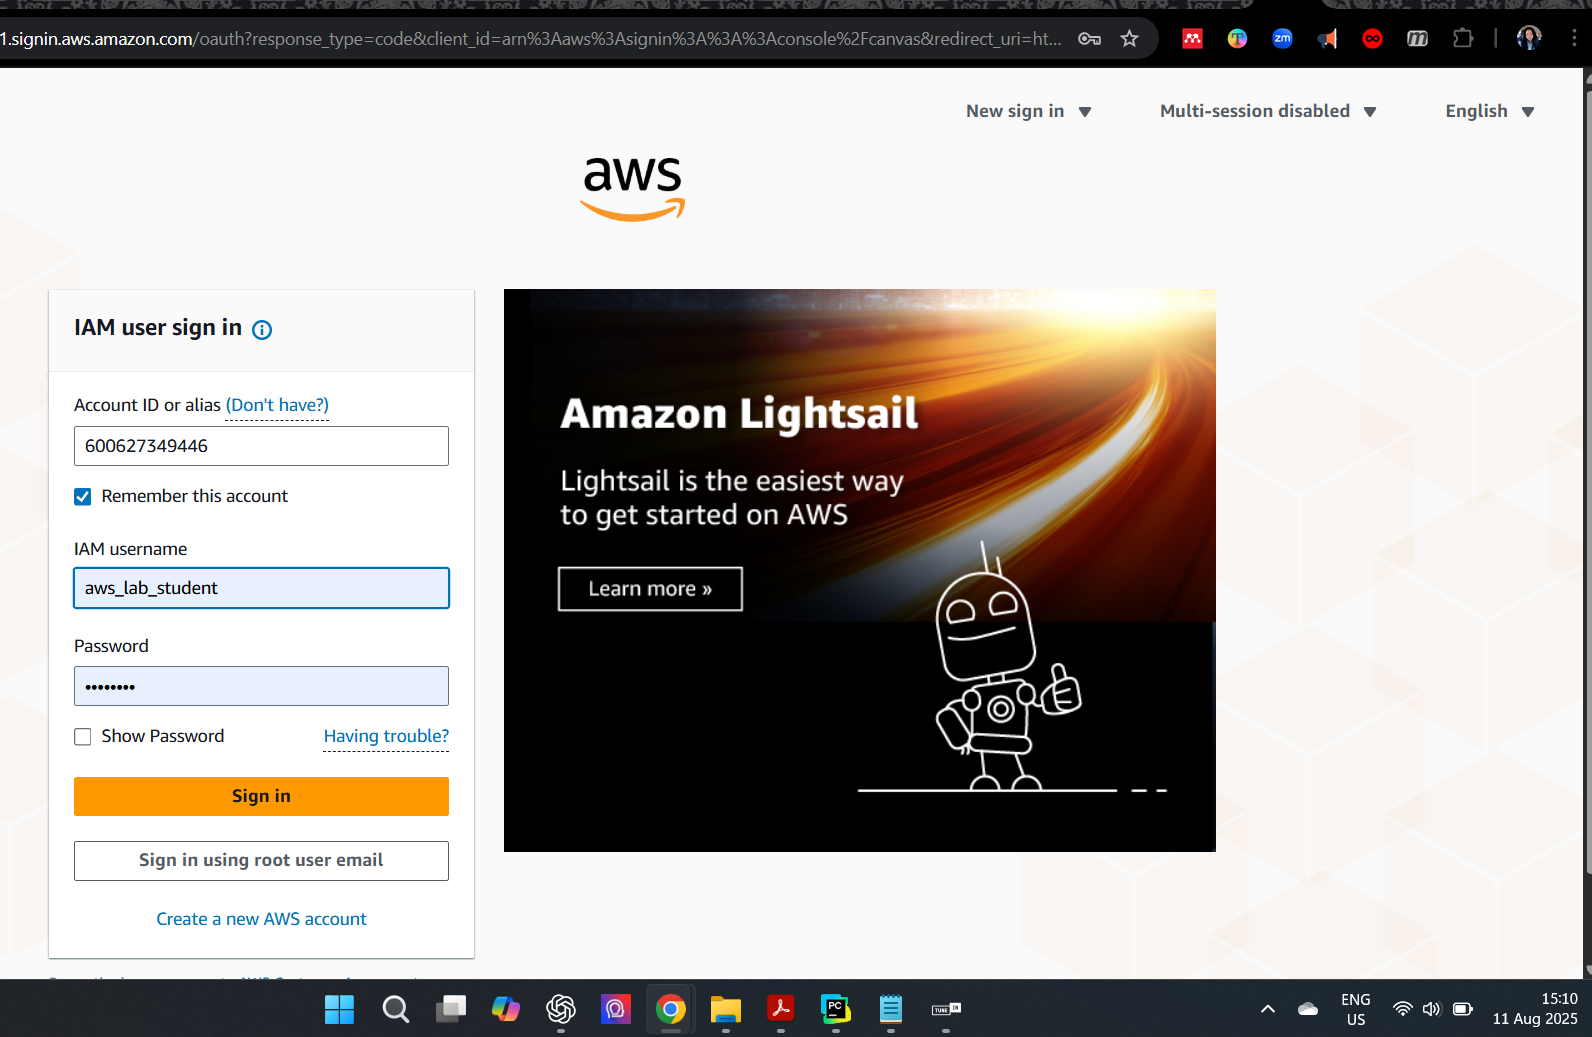 1.signin.aws.amazon.com/oauth?response_type=code&client_id=arn%3Aaws%3Asignin%3A%3A%3Aconsole%2Fcanvas&redirect_uri=ht...
zm
m
New sign in
Multi-session disabled
English
aws
IAM user sign in
Account ID or alias (Don't have?)
600627349446
Remember this account
IAM username
aws_lab_student
Password
••••••••
Show Password
Having trouble?
Sign in
Sign in using root user email
Create a new AWS account
Amazon Lightsail
Lightsail is the easiest way
to get started on AWS
Learn more »
PC
TUNE IN
ENG
US
15:10
11 Aug 2025